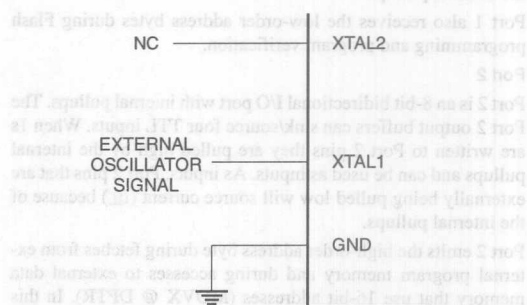 Port 1 also receives the low-order address bytes during Flash
programming and program verification.
NC XTAL2
Port 2
Port 2 is an 8-bit bidirectional I/O port with internal pullups. The
Port 2 output buffers can sink/source four TTL inputs. When 1s
are written to Port 2 pins they are pulled by the internal
EXTERNAL
OSCILLATOR XTAL1
SIGNAL
pullups and can be used as inputs. As inputs, pins that are
externally being pulled low will source current because of
the internal pullups.
GND
Port 2 emits the high-order address byte during fetches from ex-
ternal program memory and during accesses to external data
memory that use 16-bit addresses @ DPTR). In this